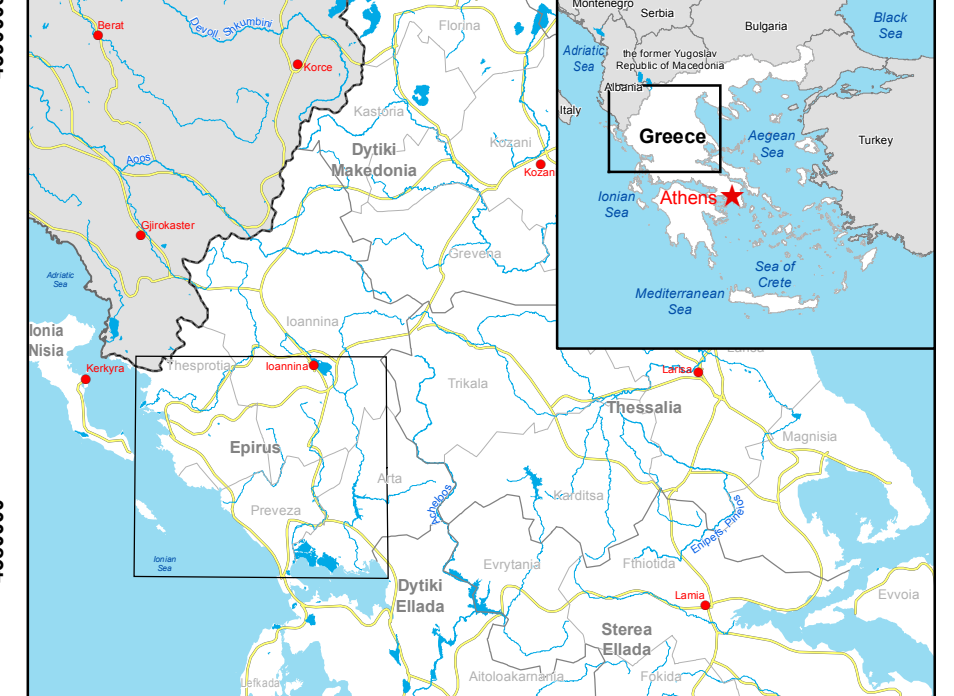 Montenegro
Serbia
Bulgaria
Black
Sea
Adriatic
Sea
the former Yugoslav
Republic of Macedonia
Albania
Italy
Greece
Aegean
Sea
Turkey
Ionian
Sea
Athens
Sea of
Crete
Mediterranean
Sea
Berat
Devoll, Shkumbini
Florina
Korce
Kastoria
Kozani
Dytiki
Makedonia
Kozan
Aoos
Gjirokaster
Grevena
Adriatic
Sea
Ionia
Nisia
Ioannina
Kerkyra
Thesprotia
Ioannina
Trikala
Larisa
Larisa
Thessalia
Magnisia
Epirus
Arta
Preveza
Acheloos
Karditsa
Enipefs, Pineios
Ionian
Sea
Evrytania
Fthiotida
Dytiki
Ellada
Lamia
Evvoia
Sterea
Ellada
Lefkada
Aitoloakarnania
Fokida